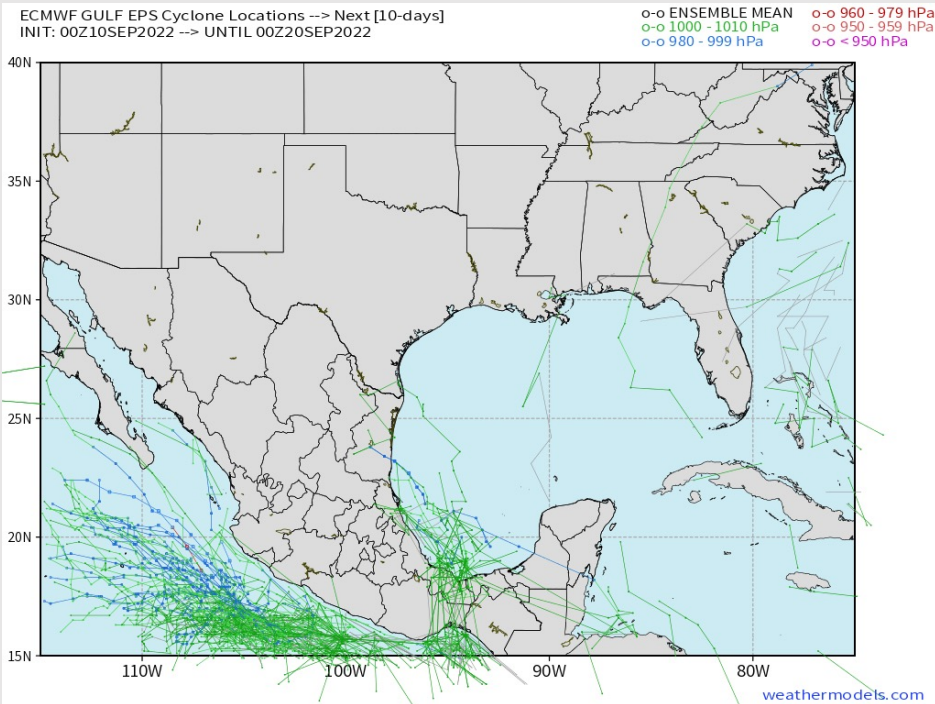 ECMWF GULF EPS Cyclone Locations --> Next [10-days]
INIT: 00Z10SEP2022 --> UNTIL 00Z20SEP2022
o-o ENSEMBLE MEAN
o-o 1000 - 1010 hPa
o-o 980 - 999 hPa
o-o 960 - 979 hPa
o-o 950 - 959 hPa
o-o < 950 hPa
40N
35N
30N
25N
20N
15N
110W 100W 90W 80W
weathermodels.com